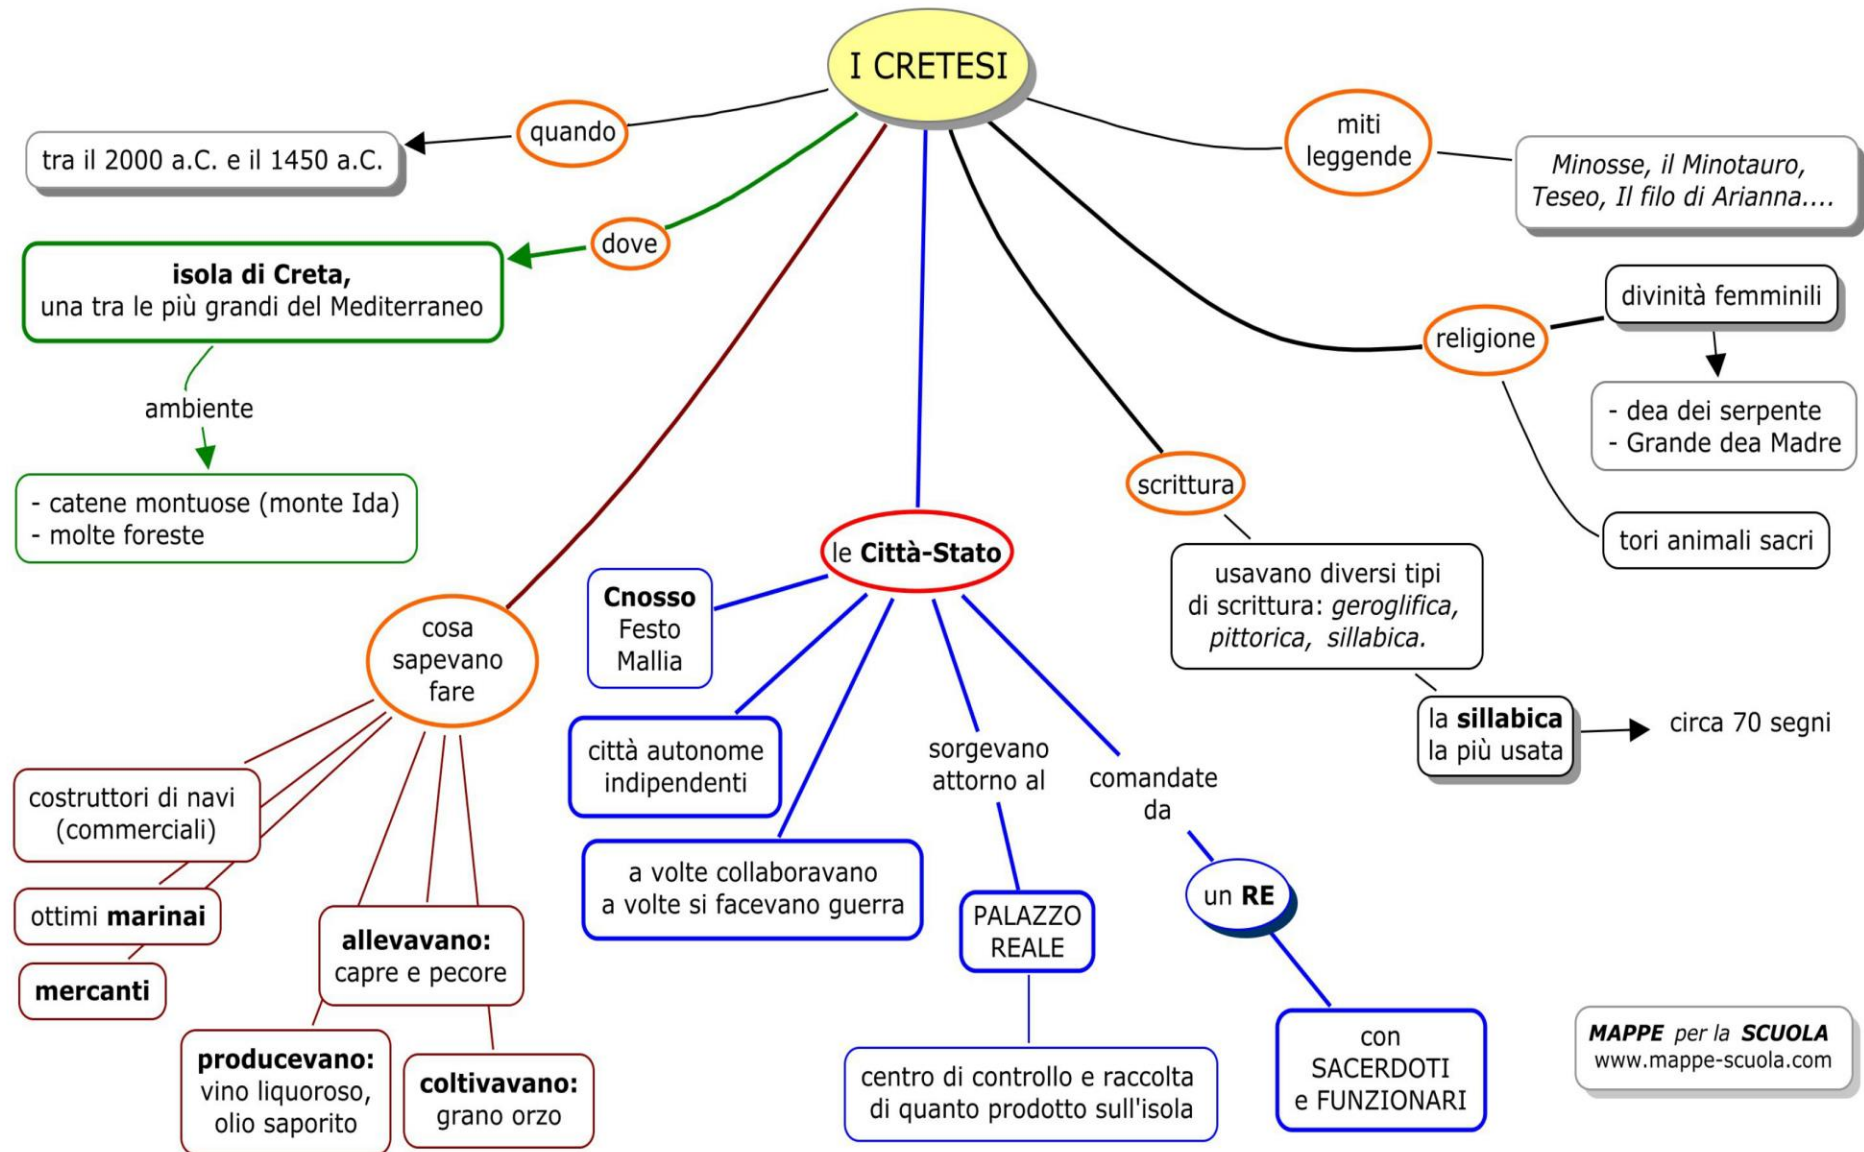 I CRETESI
quando
tra il 2000 a.C. e il 1450 a.C.
dove
isola di Creta,
una tra le più grandi del Mediterraneo
ambiente
- catene montuose (monte Ida)
- molte foreste
cosa
sapevano
fare
costruttori di navi
(commerciali)
ottimi marinai
mercanti
allevavano:
capre e pecore
producevano:
vino liquoroso,
olio saporito
coltivavano:
grano orzo
le Città-Stato
Cnosso
Festo
Mallia
città autonome
indipendenti
a volte collaboravano
a volte si facevano guerra
sorgevano
attorno al
PALAZZO
REALE
centro di controllo e raccolta
di quanto prodotto sull'isola
comandate
da
un RE
con
SACERDOTI
e FUNZIONARI
scrittura
usavano diversi tipi
di scrittura: geroglifica,
pittorica, sillabica.
la sillabica
la più usata
circa 70 segni
religione
divinità femminili
- dea dei serpente
- Grande dea Madre
tori animali sacri
miti
leggende
Minosse, il Minotauro,
Teseo, Il filo di Arianna....
MAPPE per la SCUOLA
www.mappe-scuola.com